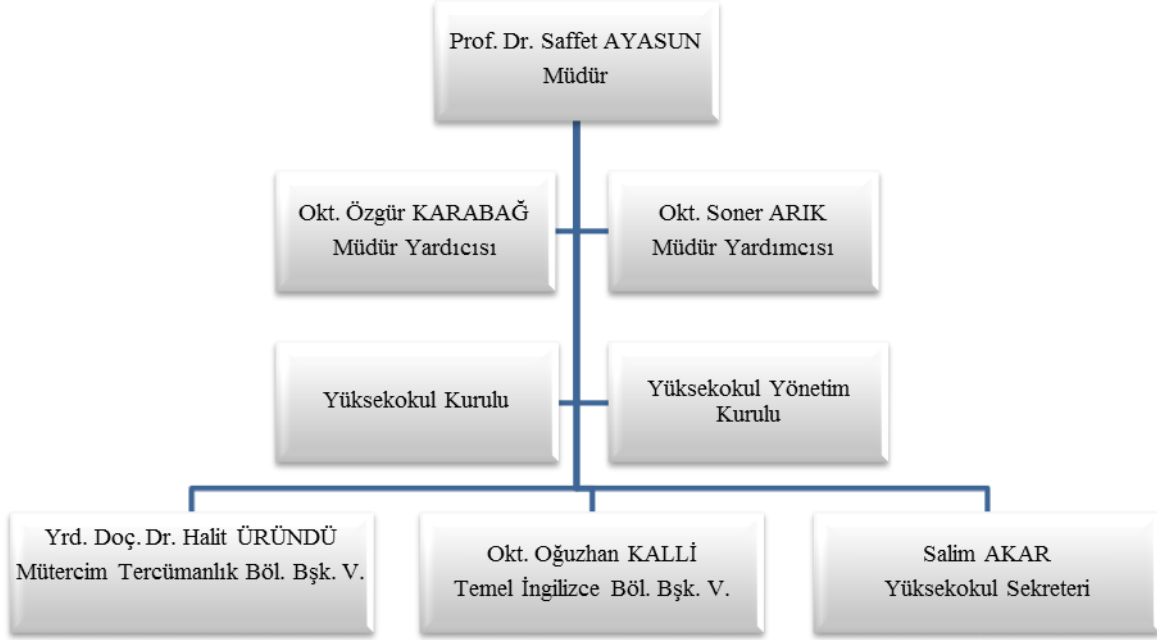 Prof. Dr. Saffet AYASUN
Müdür
Okt. Özgür KARABAĞ
Müdür Yardıcısı
Okt. Soner ARIK
Müdür Yardımcısı
Yüksekokul Kurulu
Yüksekokul Yönetim
Kurulu
Yrd. Doç. Dr. Halit ÜRÜNDÜ
Mütercim Tercümanlık Böl. Bşk. V.
Okt. Oğuzhan KALLİ
Temel İngilizce Böl. Bşk. V.
Salim AKAR
Yüksekokul Sekreteri